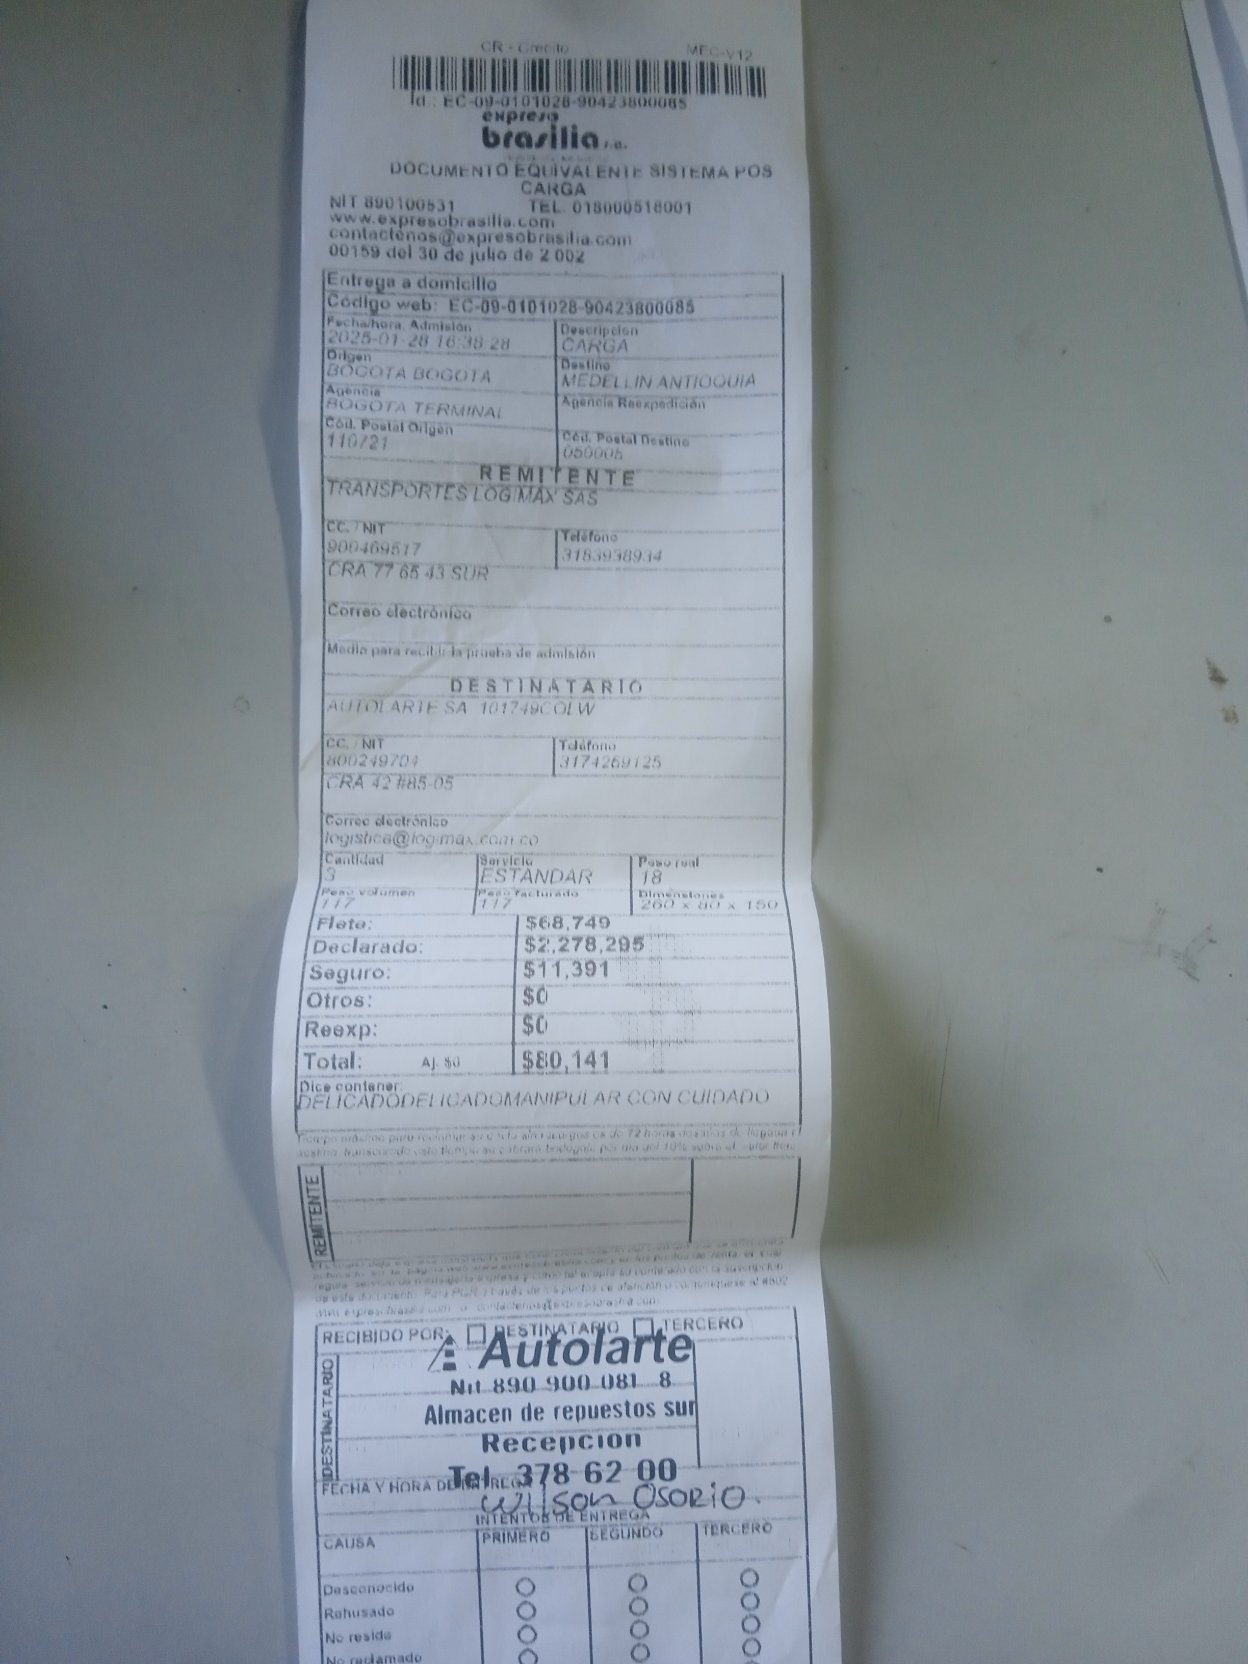 CR - Credito MEC-V12
Id.: EC-09-0101028-90423800085
expreso
brasilia s.a.
DOCUMENTO EQUIVALENTE SISTEMA POS
CARGA
NIT 890100531 TEL. 018000518001
www.expresobrasilia.com
contactenos@expresobrasilia.com
00159 del 30 de julio de 2 002
Entrega a domicilio
Código web: EC-09-0101028-90423800085
Fecha/hora. Admisión Descripcion
2025-01-28 16:38:28 CARGA
Origen Destino
BOGOTA BOGOTA MEDELLIN ANTIOQUIA
Agencia Agencia Reexpedición
BOGOTA TERMINAL
Cód. Postal Origen Cód. Postal Destino
REMITENTE
TRANSPORTES LOGIMAX SAS
CC. / NIT Teléfono
900469517 3183938934
CRA 77 65 43 SUR
Correo electrónico
Medio para recibir la prueba de admisión
DESTINATARIO
AUTOLARTE SA 101749COLW
CC. / NIT Teléfono
800249704 3174269125
CRA 42 #85-05
Correo electrónico
logistica@logimax.com.co
Cantidad Servicio Peso real
3 ESTANDAR 18
Peso volumen Peso facturado Dimensiones
117 117 260 x 80 x 150
Flete: $68,749
Declarado: $2,278,295
Seguro: $11,391
Otros: $0
Reexp: $0
Total: Aj. $0 $80,141
Dice contener:
DELICADODELICADOMANIPULAR CON CUIDADO
REMITENTE
RECIBIDO POR: DESTINATARIO TERCERO
DESTINATARIO
Autolarte
Nit 890 900 081 8
Almacen de repuestos sur
Recepcion
Tel. 378 62 00
FECHA Y HORA DE ENTREGA
Wilson Osorio.
INTENTOS DE ENTREGA
CAUSA PRIMERO SEGUNDO TERCERO
Desconocido
Rehusado
No reside
No reclamado